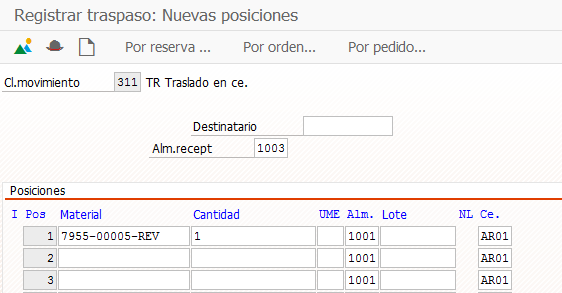 Registrar traspaso: Nuevas posiciones
Por reserva ... Por orden... Por pedido...
Cl.movimiento 311 TR Traslado en ce.
Destinatario
Alm.recept 1003
Posiciones
I Pos Material Cantidad UME Alm. Lote NL Ce.
1 7955-00005-REV 1 1001 AR01
2 1001 AR01
3 1001 AR01